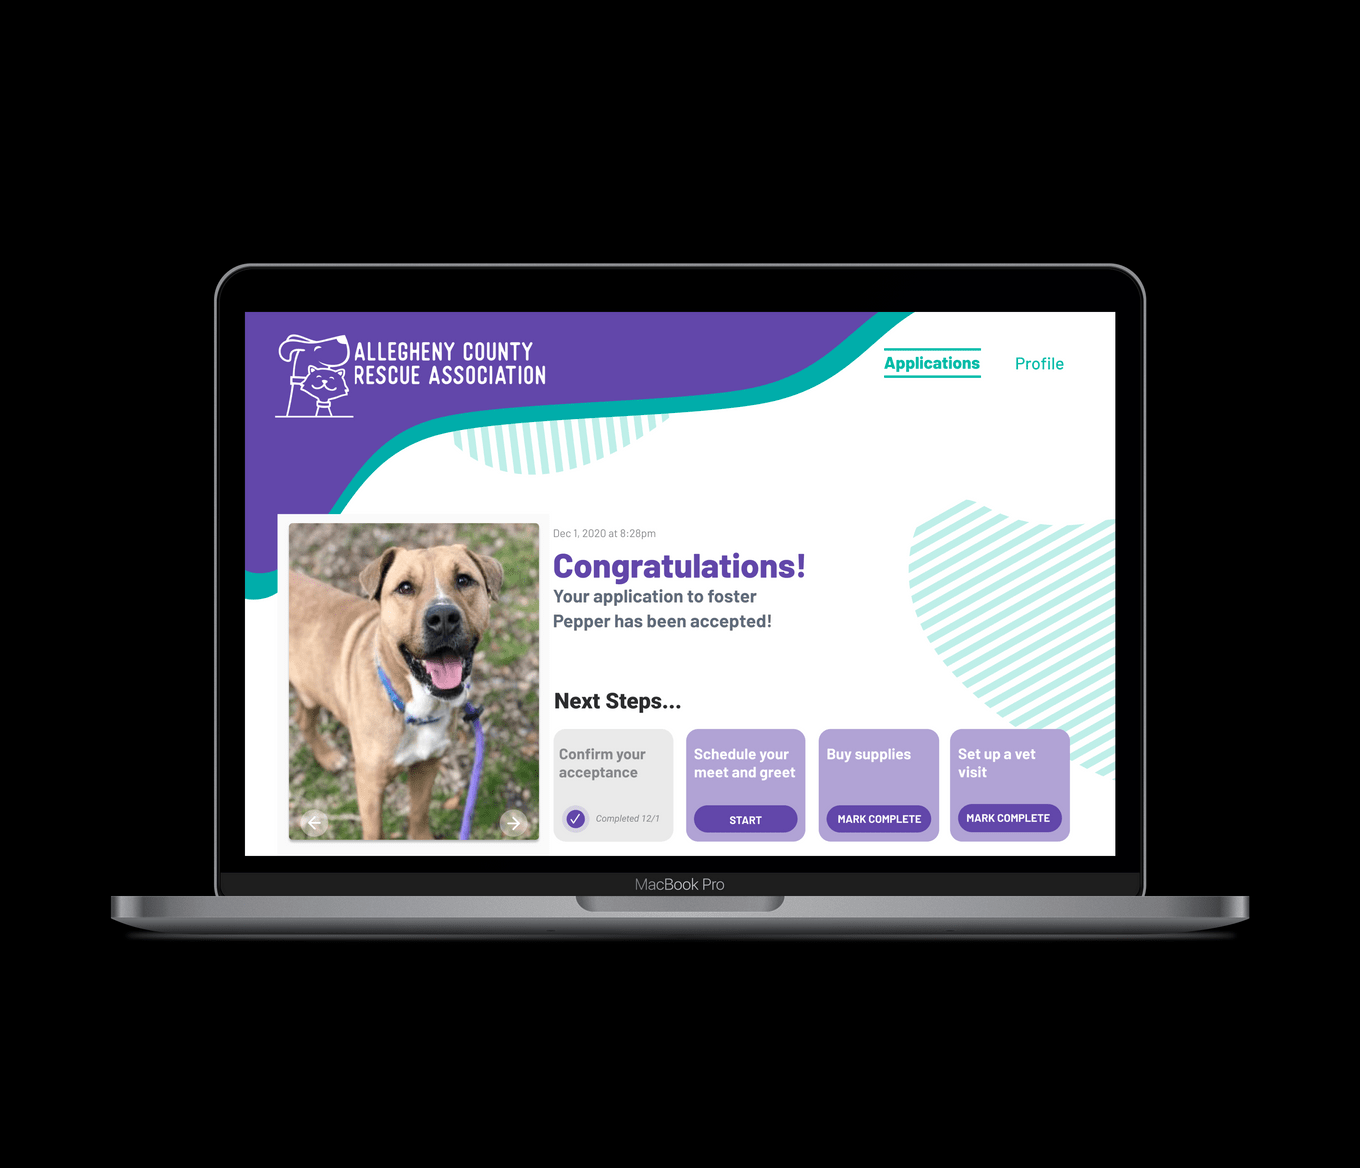 ALLEGHENY COUNTY
RESCUE ASSOCIATION
Applications
Profile
Dec 1, 2020 at 8:28pm
Congratulations!
Your application to foster
Pepper has been accepted!
Next Steps...
Confirm your
acceptance
Completed 12/1
Schedule your
meet and greet
START
Buy supplies
MARK COMPLETE
Set up a vet
visit
MARK COMPLETE
MacBook Pro